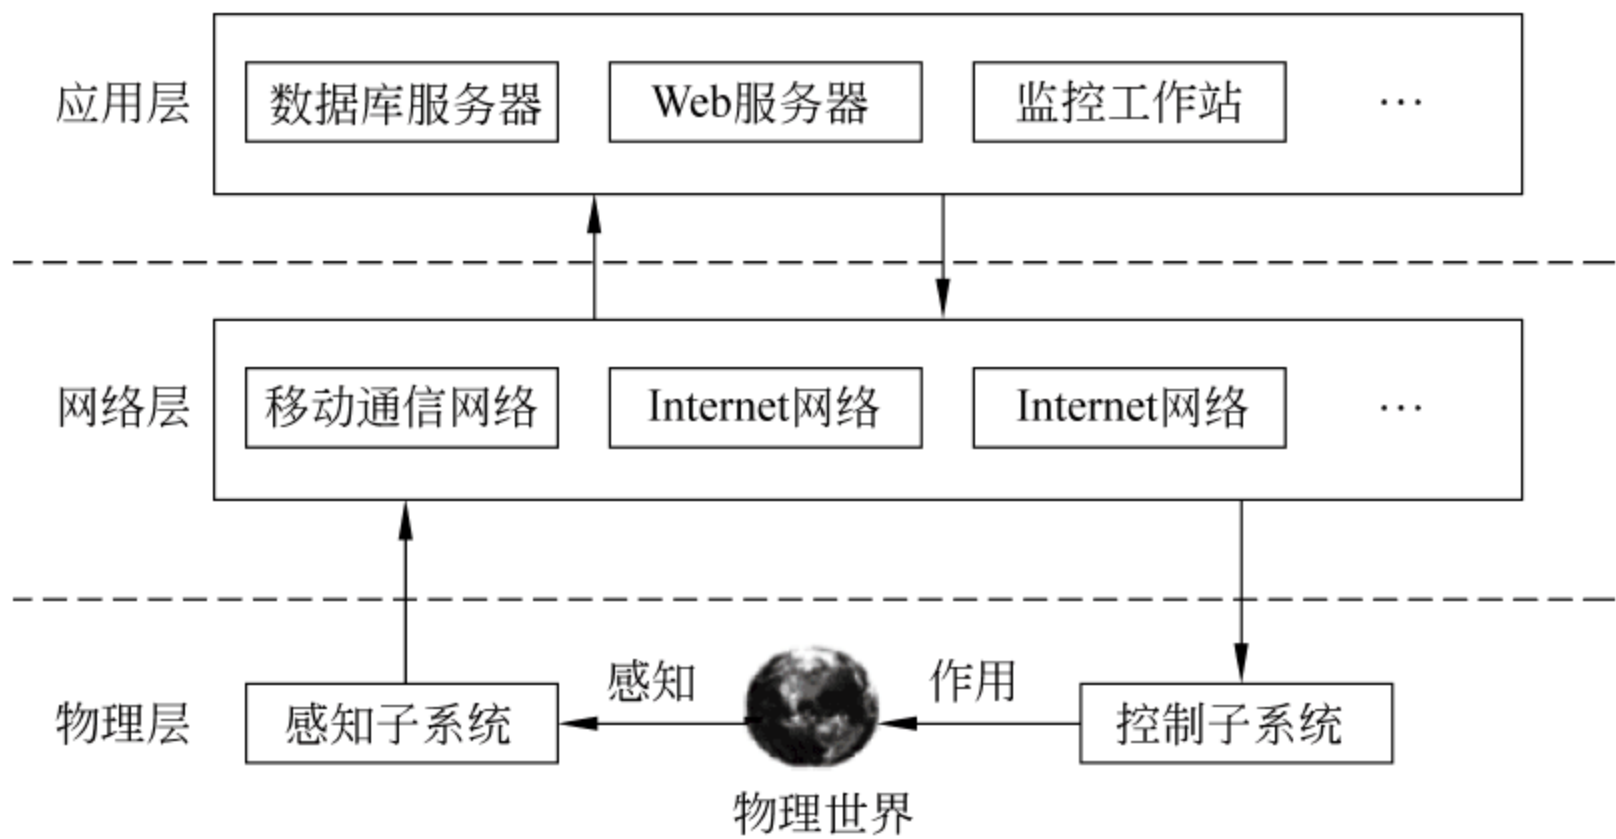 应用层
数据库服务器
Web服务器
监控工作站
…
网络层
移动通信网络
Internet网络
Internet网络
…
物理层
感知子系统
感知
作用
控制子系统
物理世界